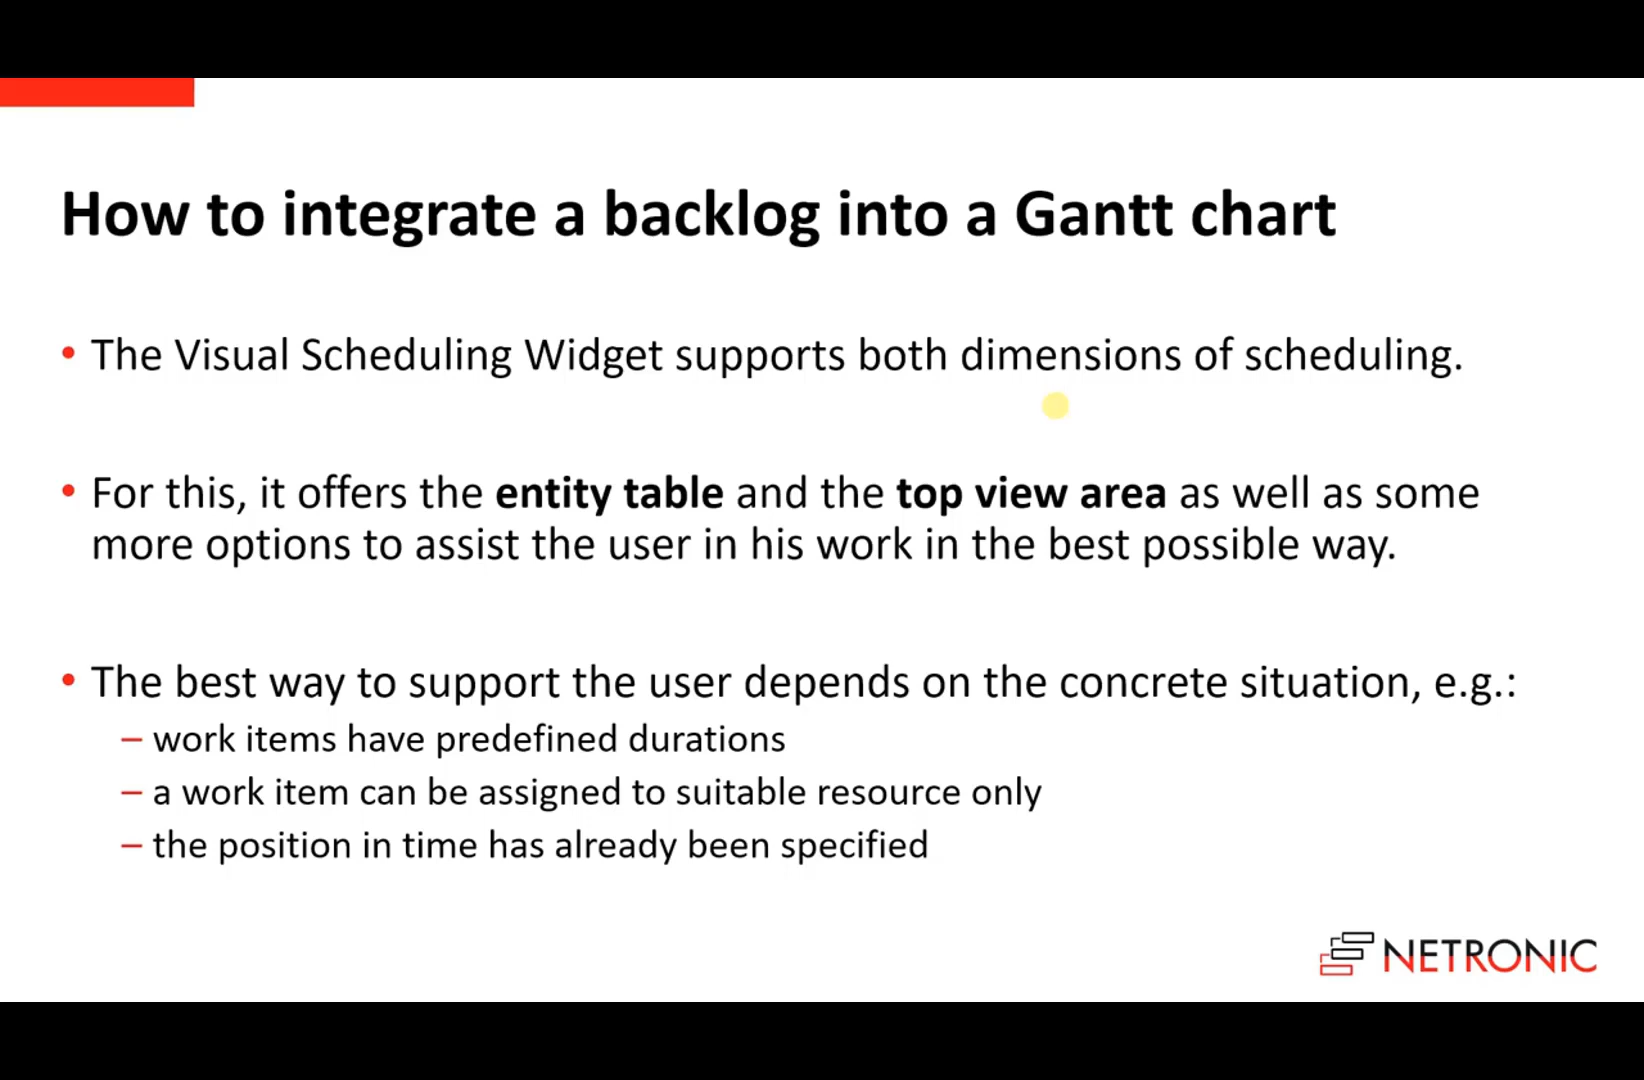 How to integrate a backlog into a Gantt chart
• The Visual Scheduling Widget supports both dimensions of scheduling.
• For this, it offers the entity table and the top view area as well as some
more options to assist the user in his work in the best possible way.
• The best way to support the user depends on the concrete situation, e.g.:
– work items have predefined durations
– a work item can be assigned to suitable resource only
– the position in time has already been specified
NETRONIC